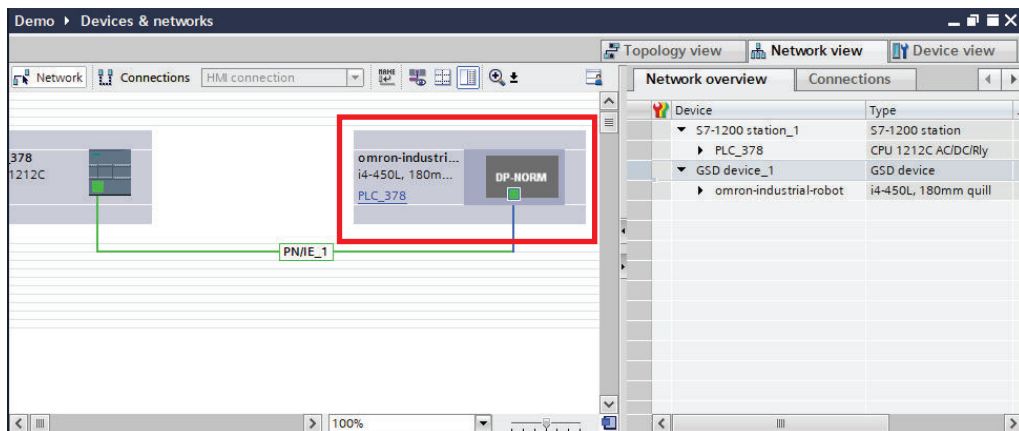 Demo ▸ Devices & networks
Topology view
Network view
Device view
Network
Connections
HMI connection
Network overview
Connections
Device
Type
S7-1200 station_1
S7-1200 station
PLC_378
CPU 1212C AC/DC/Rly
GSD device_1
GSD device
omron-industrial-robot
i4-450L, 180mm quill
378
1212C
omron-industri...
i4-450L, 180m...
PLC_378
DP-NORM
PN/IE_1
100%